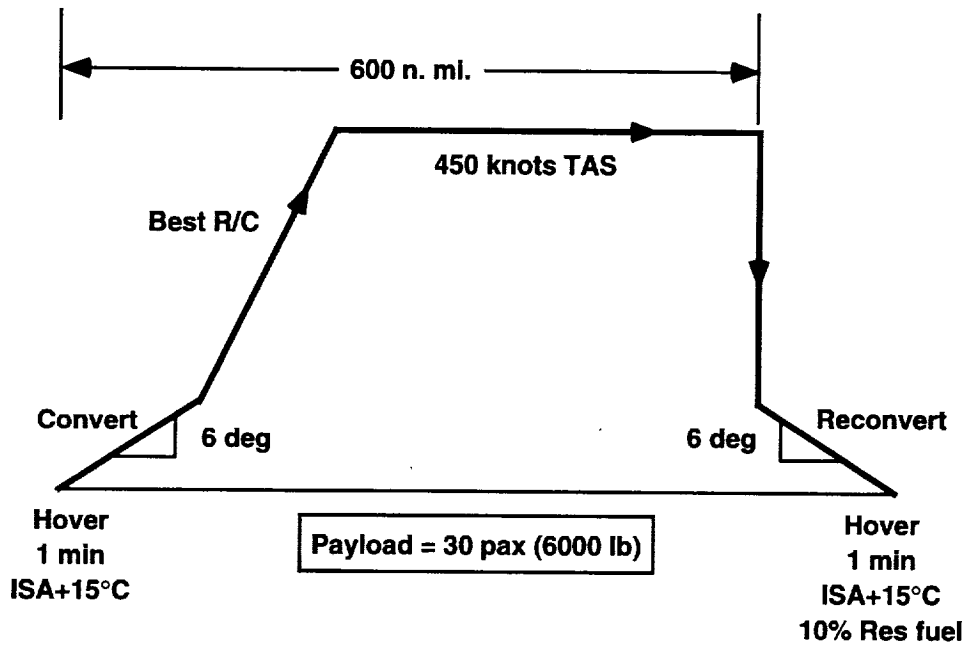 600 n. mi.
450 knots TAS
Best R/C
Convert
6 deg
6 deg
Reconvert
Hover
1 min
ISA+15°C
Payload = 30 pax (6000 lb)
Hover
1 min
ISA+15°C
10% Res fuel